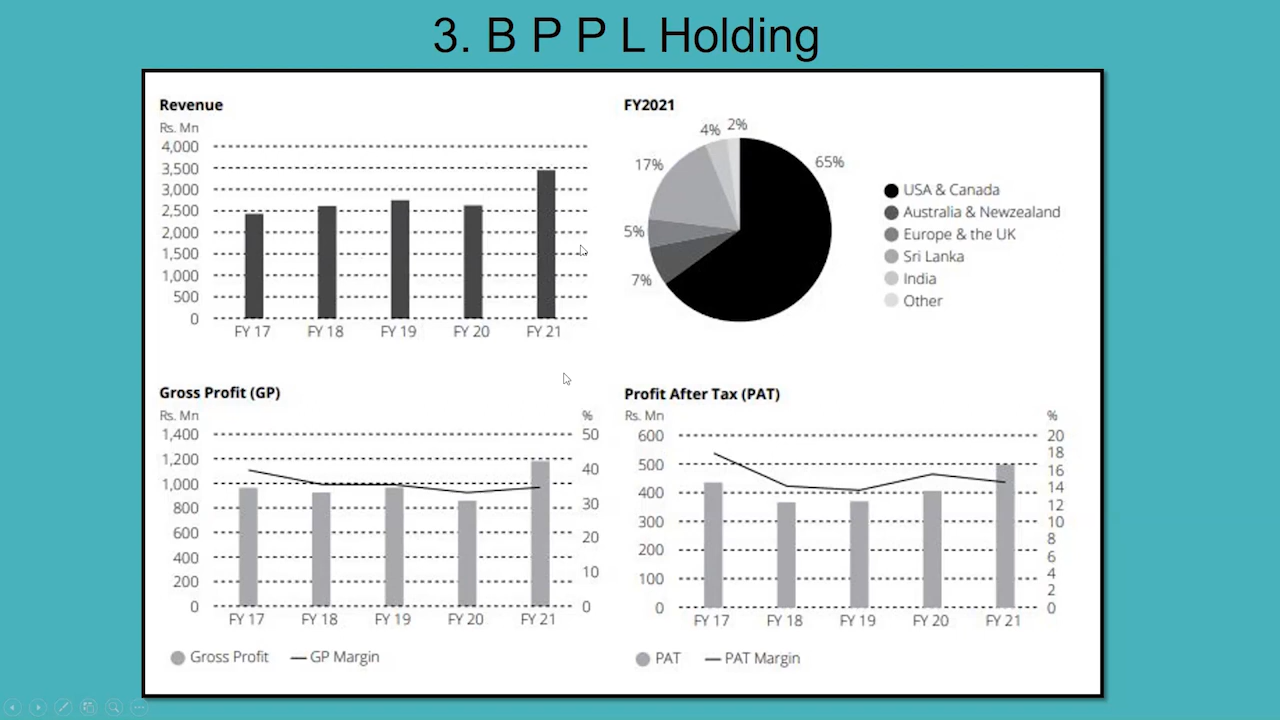 3. B P P L Holding
Revenue
Rs. Mn
4,000
3,500
3,000
2,500
2,000
1,500
1,000
500
0
FY 17 FY 18 FY 19 FY 20 FY 21
FY2021
4% 2%
17% 65%
5%
7%
USA & Canada
Australia & Newzealand
Europe & the UK
Sri Lanka
India
Other
Gross Profit (GP)
Rs. Mn %
1,400 50
1,200
40
1,000
800
30
600
20
400
10
200
0 0
FY 17 FY 18 FY 19 FY 20 FY 21
Gross Profit GP Margin
Profit After Tax (PAT)
Rs. Mn %
600 20
18
500
16
400 14
12
300 10
8
200
6
100 4
2
0 0
FY 17 FY 18 FY 19 FY 20 FY 21
PAT PAT Margin